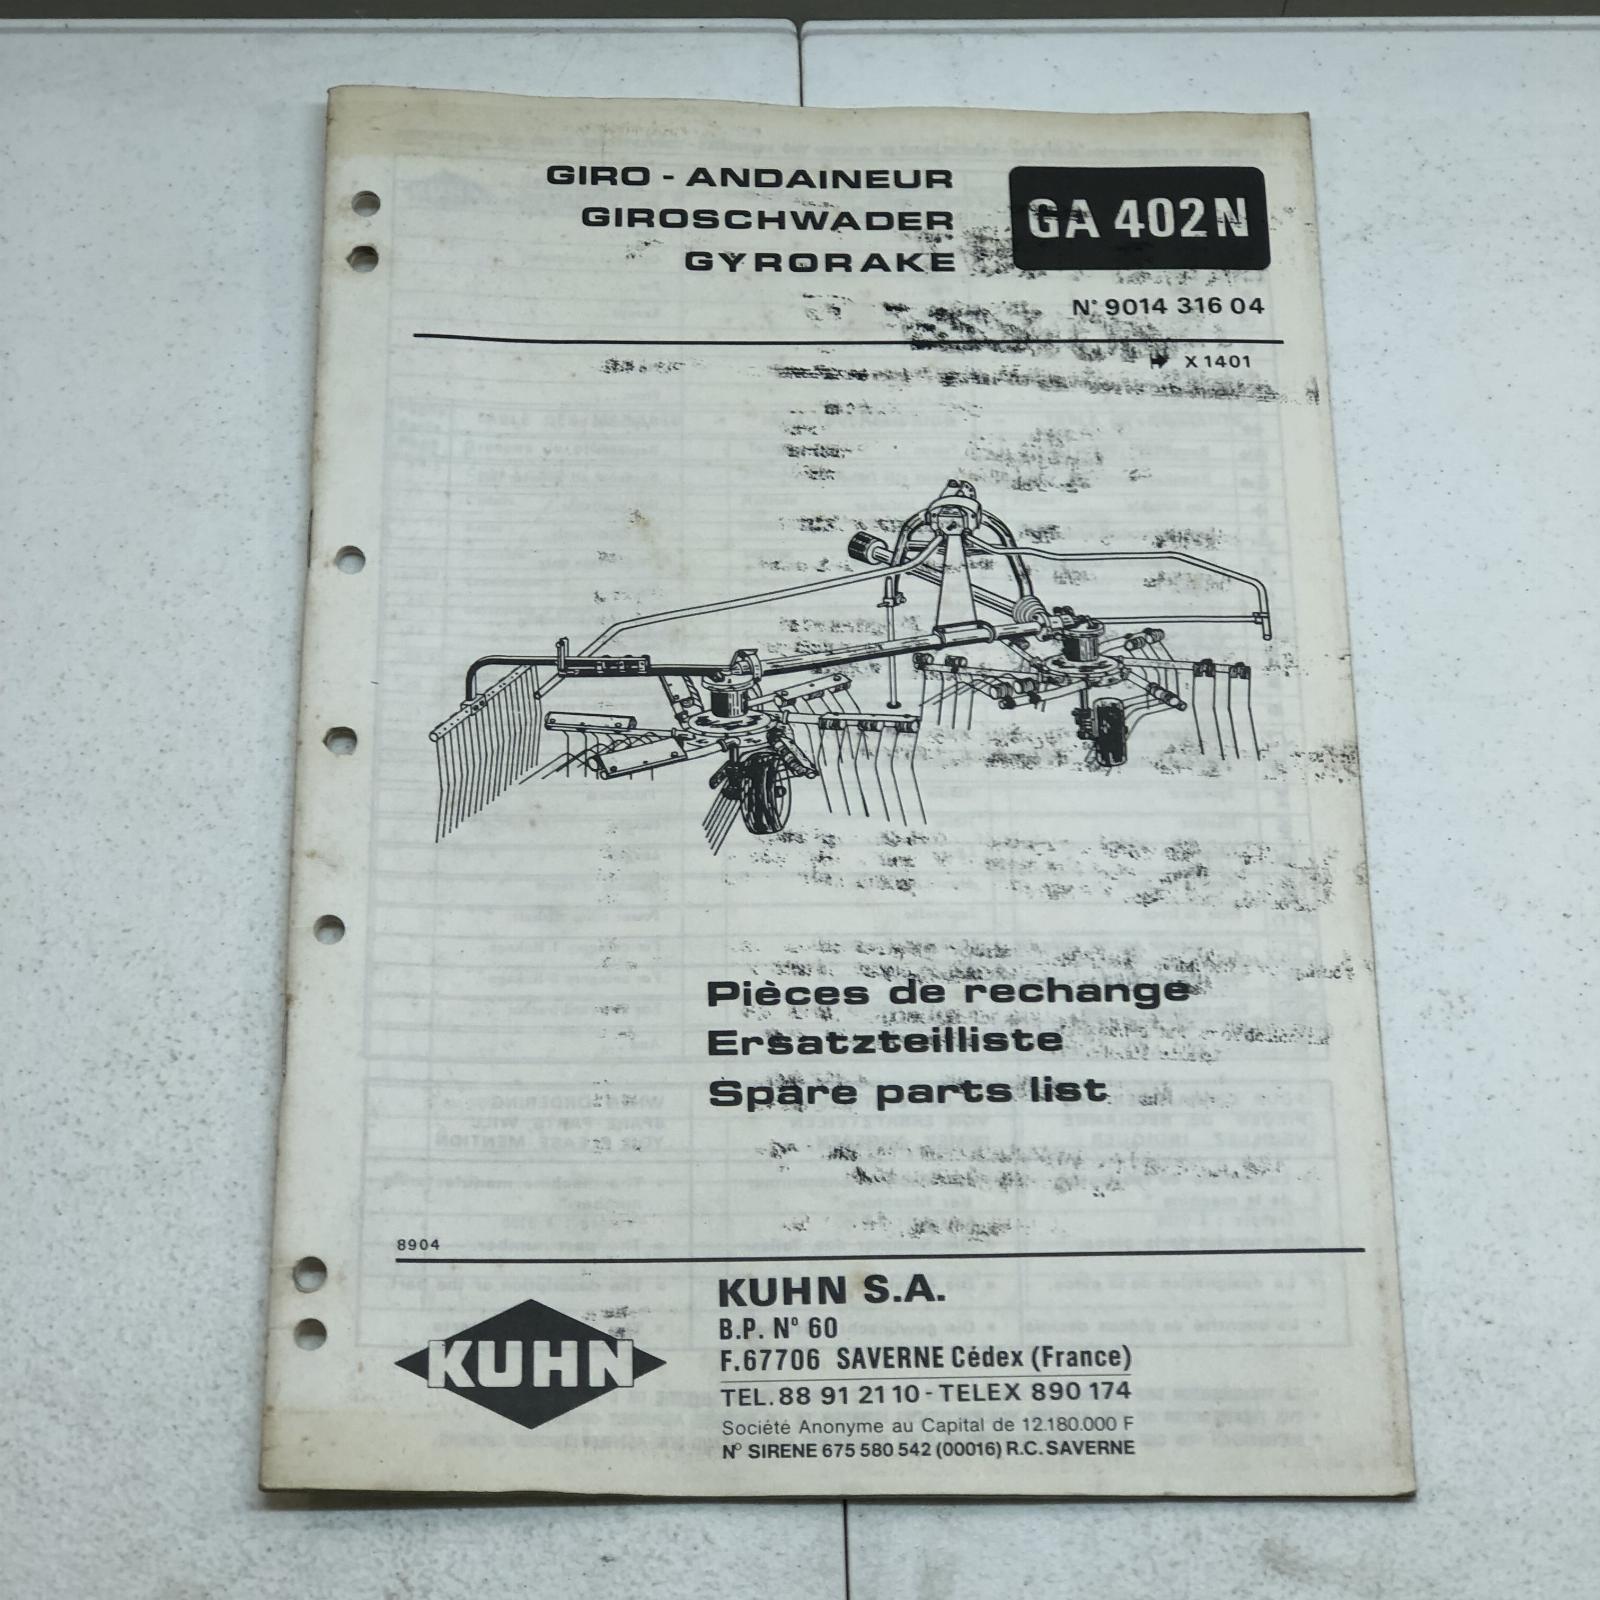 GIRO - ANDAINEUR
GIROSCHWADER
GYRORAKE
GA 402 N
N° 9014 316 04
X 1401
Pièces de rechange
Ersatzteilliste
Spare parts list
8904
KUHN
KUHN S.A.
B.P. Nº 60
F.67706 SAVERNE Cédex (France)
TEL. 88 91 21 10 - TELEX 890 174
Société Anonyme au Capital de 12.180.000 F
Nº SIRENE 675 580 542 (00016) R.C. SAVERNE